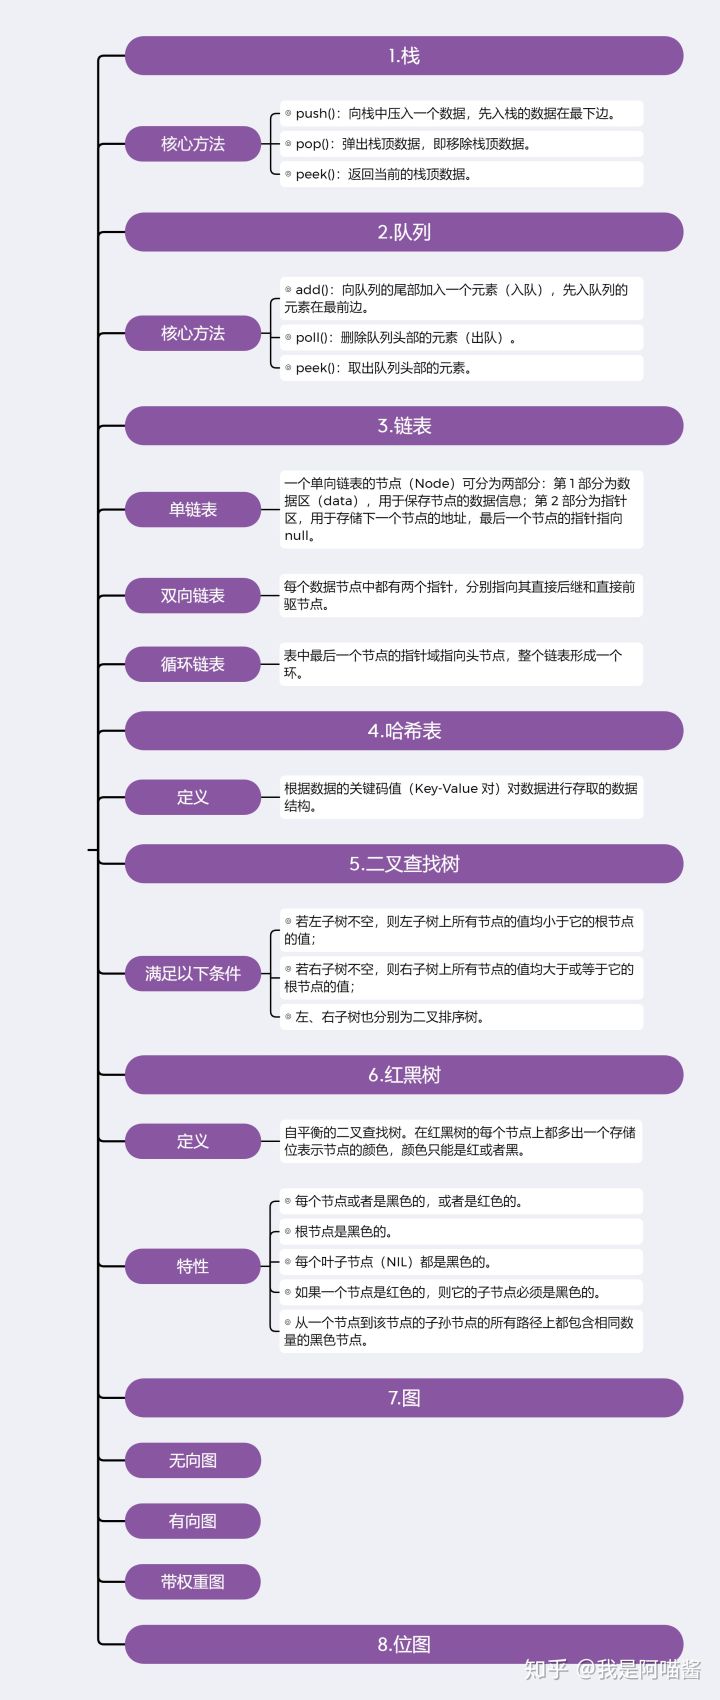 1.栈
核心方法
◎ push()：向栈中压入一个数据，先入栈的数据在最下边。
◎ pop()：弹出栈顶数据，即移除栈顶数据。
◎ peek()：返回当前的栈顶数据。
2.队列
核心方法
◎ add()：向队列的尾部加入一个元素（入队），先入队列的
元素在最前边。
◎ poll()：删除队列头部的元素（出队）。
◎ peek()：取出队列头部的元素。
3.链表
单链表
一个单向链表的节点（Node）可分为两部分：第 1 部分为数
据区（data），用于保存节点的数据信息；第 2 部分为指针
区，用于存储下一个节点的地址，最后一个节点的指针指向
null。
双向链表
每个数据节点中都有两个指针，分别指向其直接后继和直接前
驱节点。
循环链表
表中最后一个节点的指针域指向头节点，整个链表形成一个
环。
4.哈希表
定义
根据数据的关键码值（Key-Value 对）对数据进行存取的数据
结构。
5.二叉查找树
满足以下条件
◎ 若左子树不空，则左子树上所有节点的值均小于它的根节点
的值；
◎ 若右子树不空，则右子树上所有节点的值均大于或等于它的
根节点的值；
◎ 左、右子树也分别为二叉排序树。
6.红黑树
定义
自平衡的二叉查找树。在红黑树的每个节点上都多出一个存储
位表示节点的颜色，颜色只能是红或者黑。
特性
◎ 每个节点或者是黑色的，或者是红色的。
◎ 根节点是黑色的。
◎ 每个叶子节点（NIL）都是黑色的。
◎ 如果一个节点是红色的，则它的子节点必须是黑色的。
◎ 从一个节点到该节点的子孙节点的所有路径上都包含相同数
量的黑色节点。
7.图
无向图
有向图
带权重图
8.位图
知乎 @我是阿喵酱